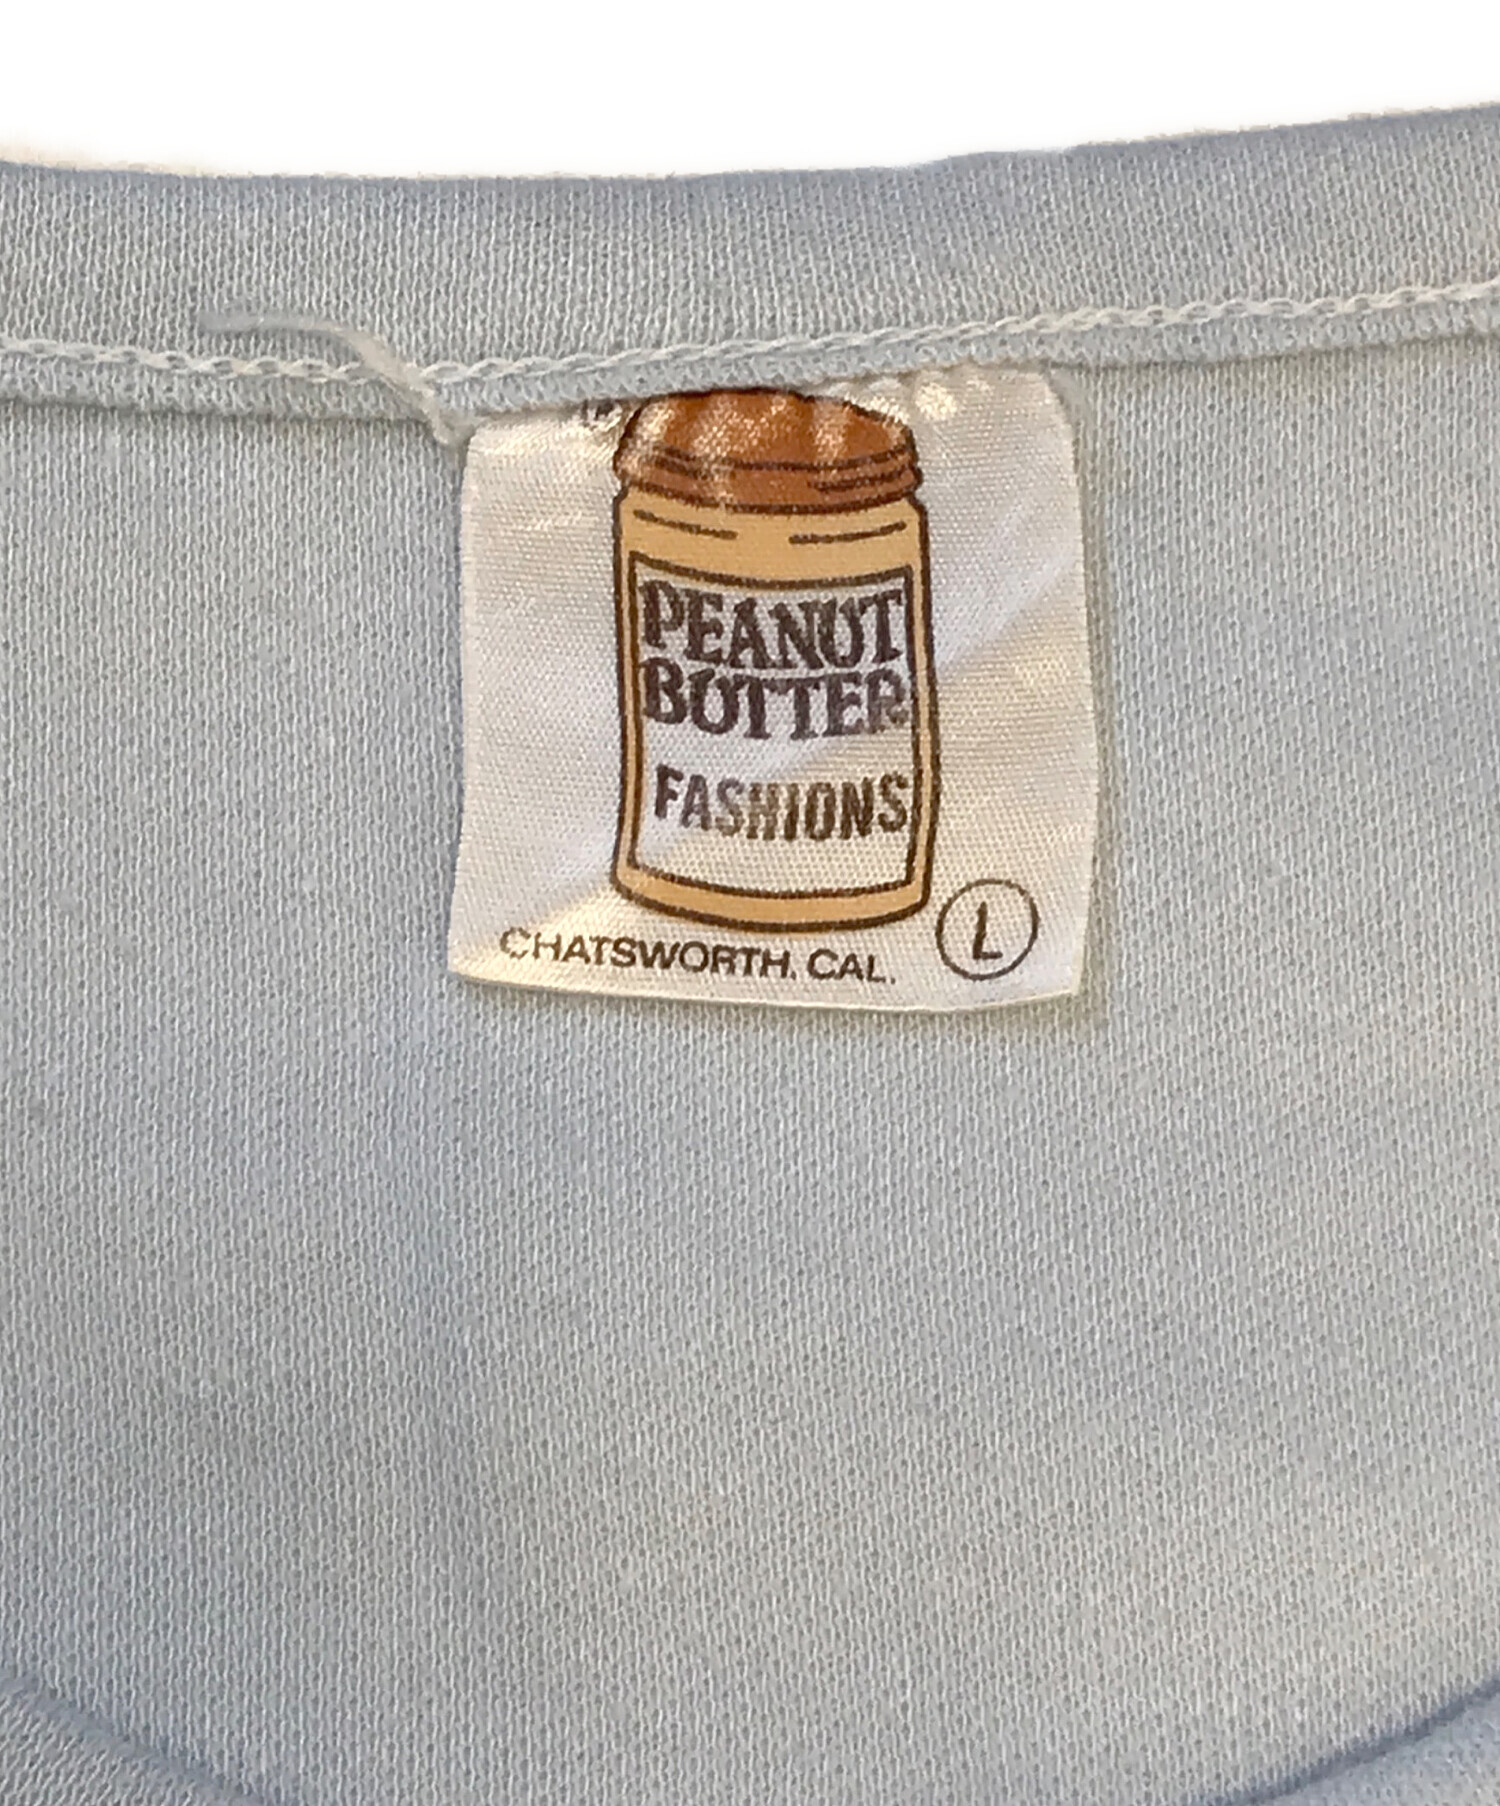 PEANUT
BUTTER
FASHIONS
CHATSWORTH, CAL.
L